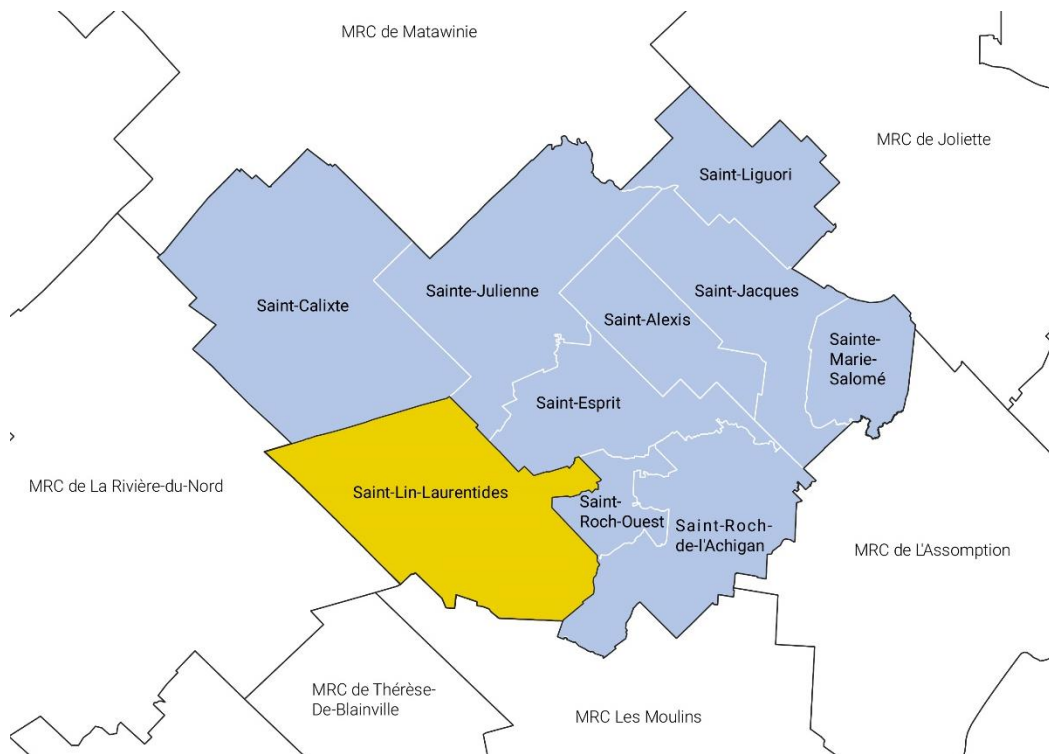 MRC de Matawinie
MRC de Joliette
Saint-Liguori
Saint-Calixte
Sainte-Julienne
Saint-Jacques
Saint-Alexis
Sainte-
Marie-
Salomé
Saint-Esprit
MRC de La Rivière-du-Nord
Saint-Lin-Laurentides
Saint-
Roch-Ouest
Saint-Roch-
de-l'Achigan
MRC de L'Assomption
MRC de Thérèse-
De-Blainville
MRC Les Moulins